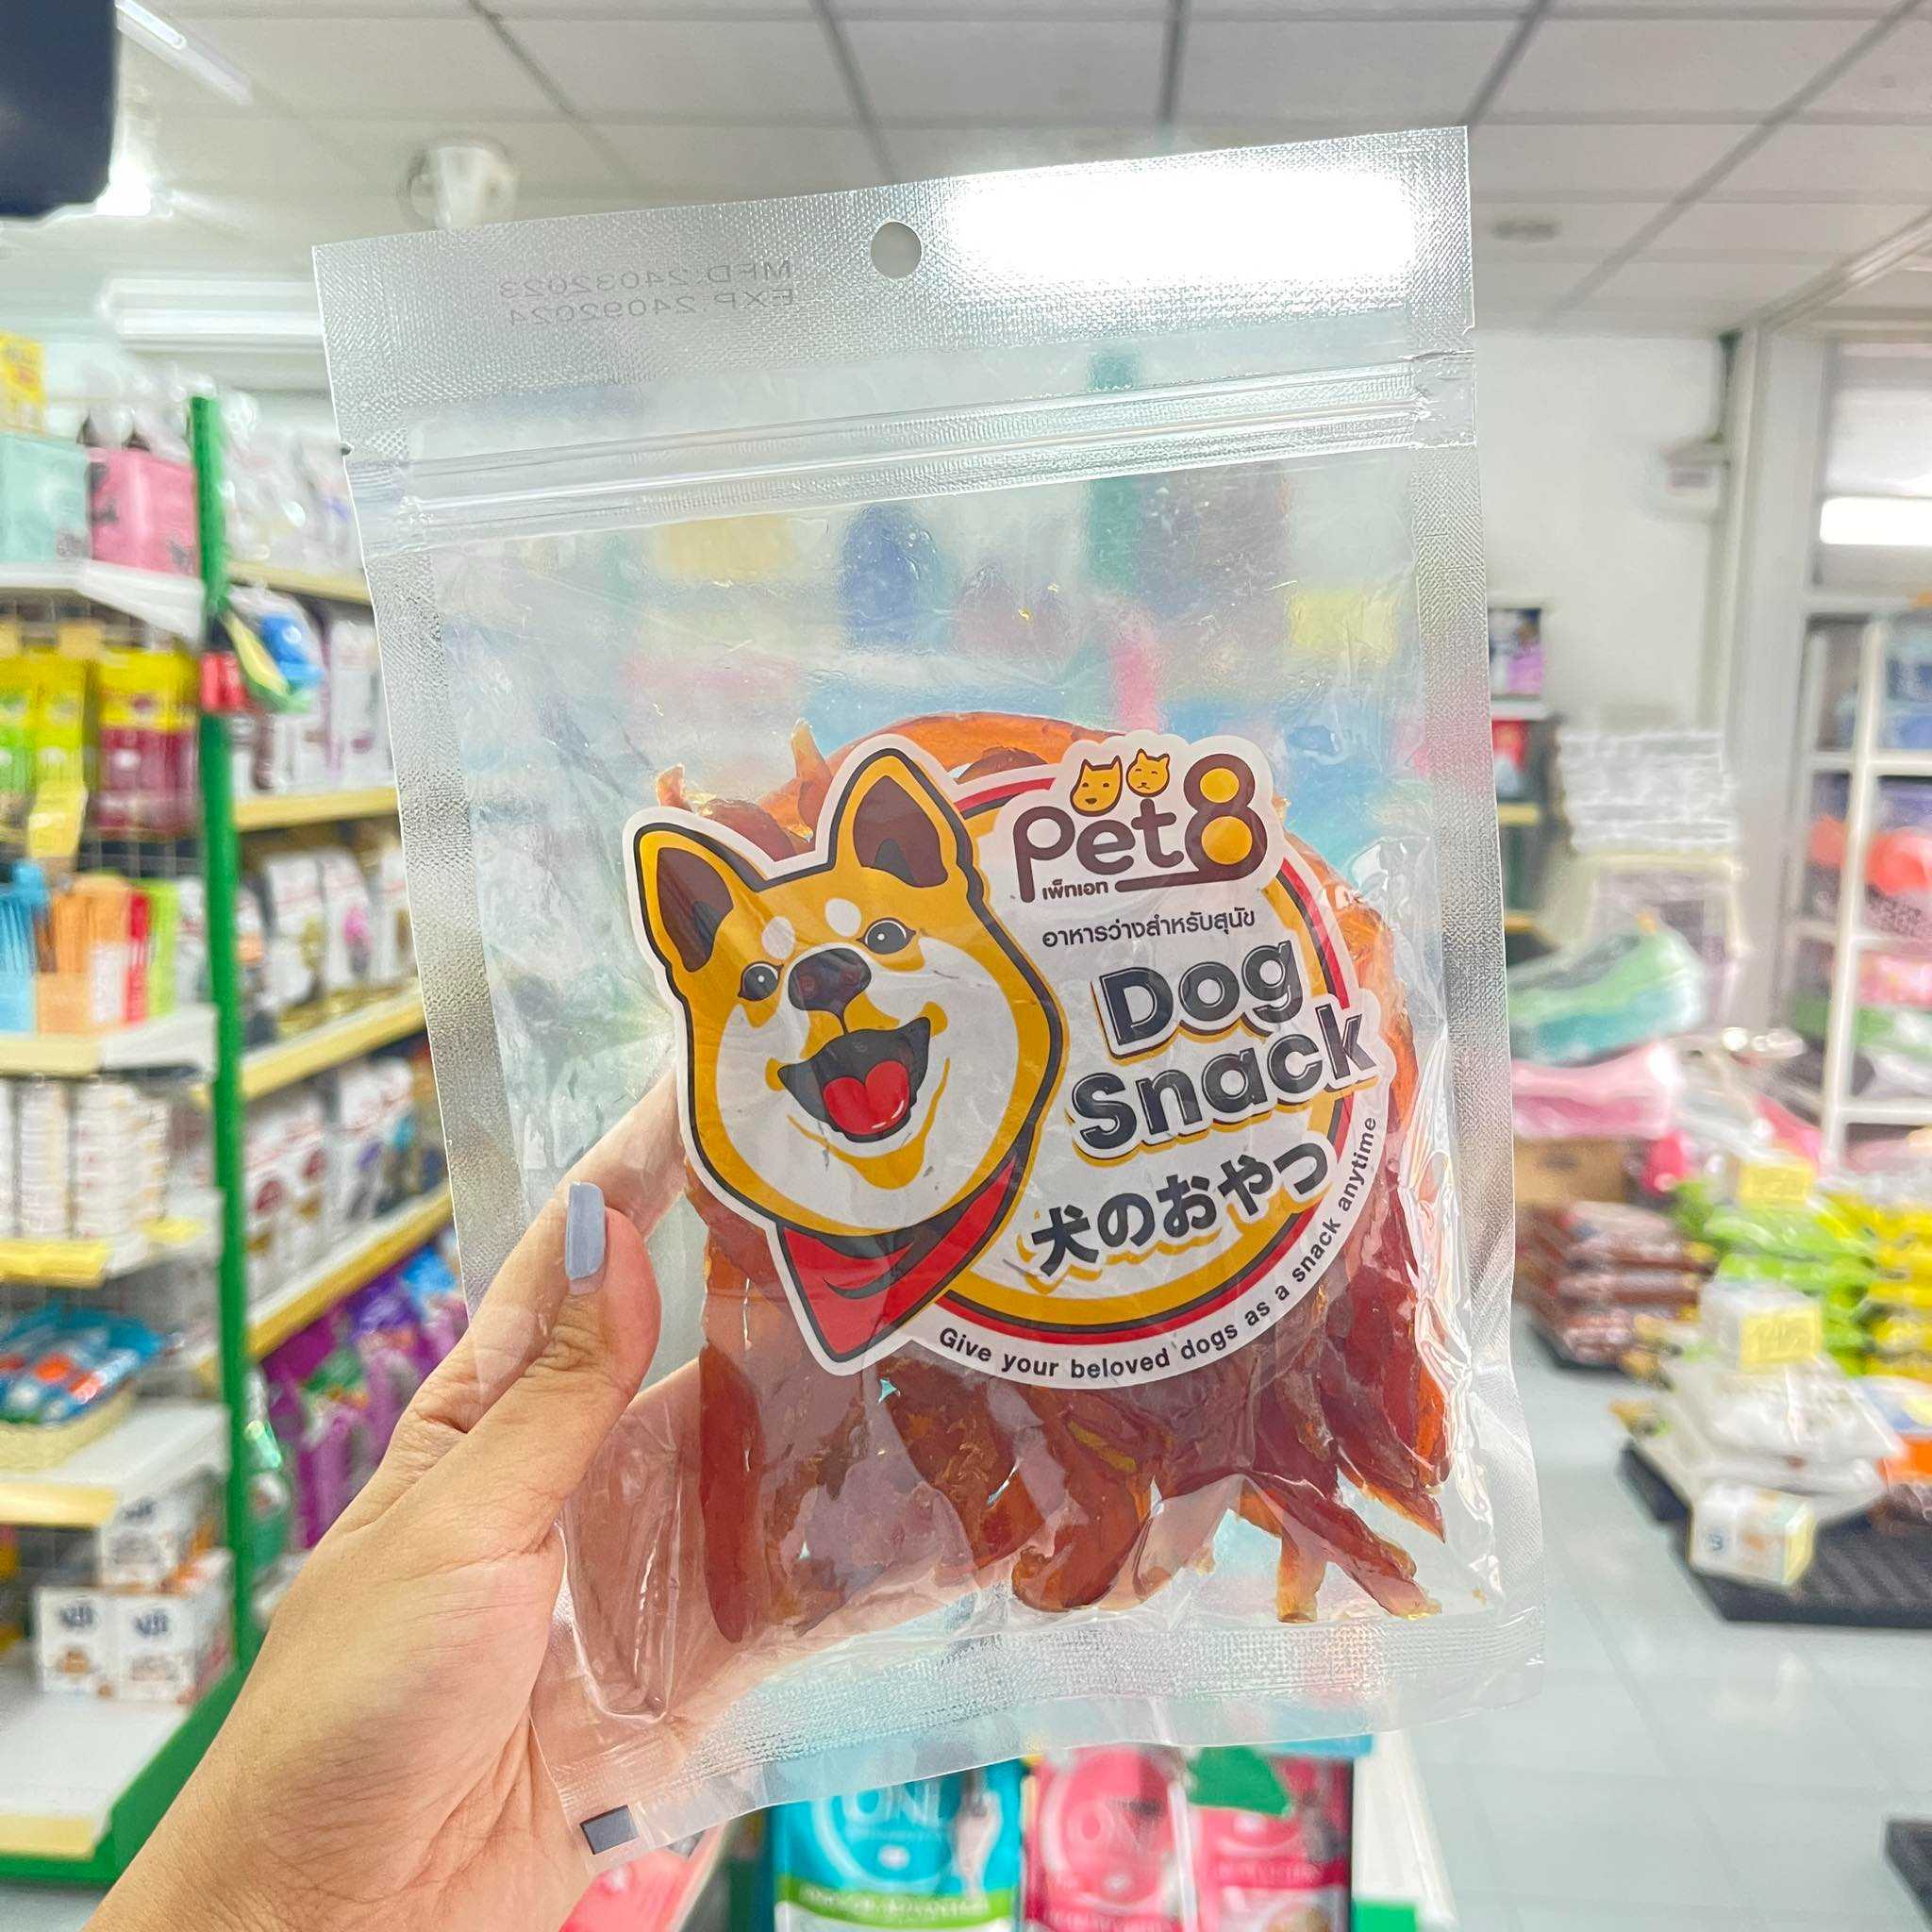 MFD.24032023
EXP.24092024
Pet8
เพ็ทเอท
อาหารว่างสำหรับสุนัข
Dog
Snack
犬のおやつ
Give your beloved dogs as a snack anytime